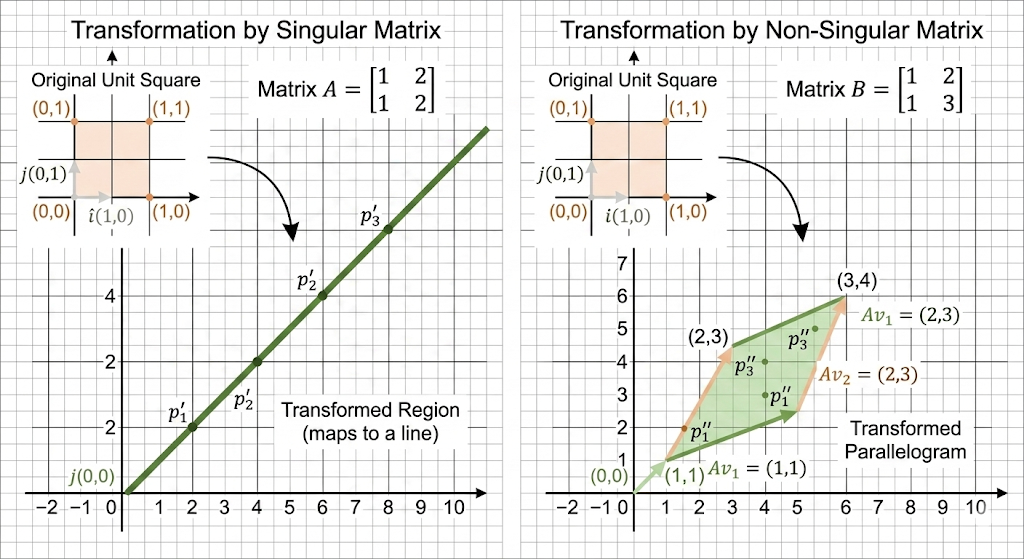 Transformation by Singular Matrix
Original Unit Square
Matrix A = [1 2
1 2]
(0,1)
(1,1)
j(0,1)
(0,0)
î(1,0)
(1,0)
p′3
p′2
4
2
p′2
p′1
2
Transformed Region
(maps to a line)
j(0,0)
−2 −1 0 2 3 4 5 6 7 8 9 10
Transformation by Non-Singular Matrix
Original Unit Square
Matrix B = [1 2
1 3]
(0,1)
(1,1)
j(0,1)
(0,0)
i(1,0)
(1,0)
7
6
5
4
3
2
1
(3,4)
Av₁ = (2,3)
(2,3)
p″3
p″3
Av₂ = (2,3)
p″1
p″1
Transformed
Parallelogram
(0,0)
(1,1)
Av₁ = (1,1)
−2 −1 0 1 2 3 4 5 6 7 8 9 10